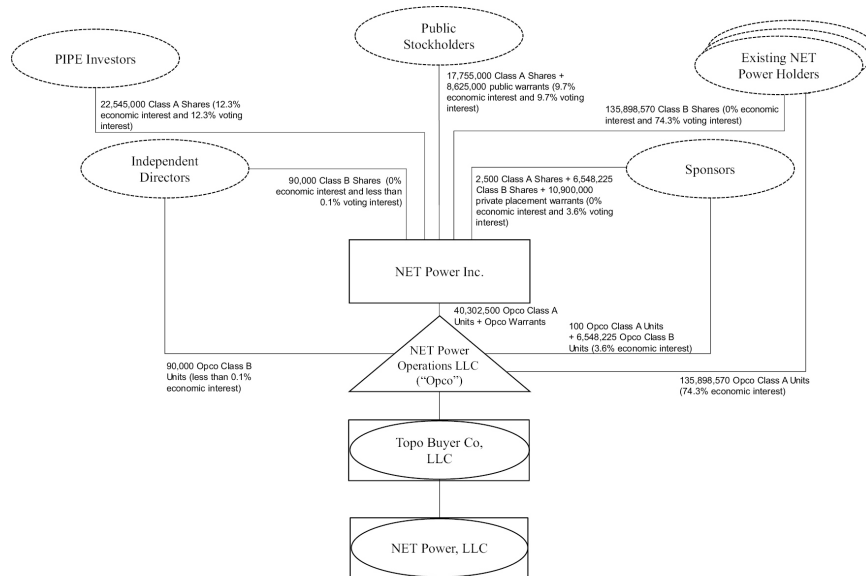 Public
Stockholders
PIPE Investors
Existing NET
Power Holders
22,545,000 Class A Shares (12.3%
economic interest and 12.3% voting
interest)
17,755,000 Class A Shares +
8,625,000 public warrants (9.7%
economic interest and 9.7% voting
interest)
135,898,570 Class B Shares (0% economic
interest and 74.3% voting interest)
Independent
Directors
90,000 Class B Shares (0%
economic interest and less than
0.1% voting interest)
2,500 Class A Shares + 6,548,225
Class B Shares + 10,900,000
private placement warrants (0%
economic interest and 3.6% voting
interest)
Sponsors
NET Power Inc.
40,302,500 Opco Class A
Units + Opco Warrants
NET Power
Operations LLC
(“Opco”)
100 Opco Class A Units
+ 6,548,225 Opco Class B
Units (3.6% economic interest)
90,000 Opco Class B
Units (less than 0.1%
economic interest)
135,898,570 Opco Class A Units
(74.3% economic interest)
Topo Buyer Co,
LLC
NET Power, LLC